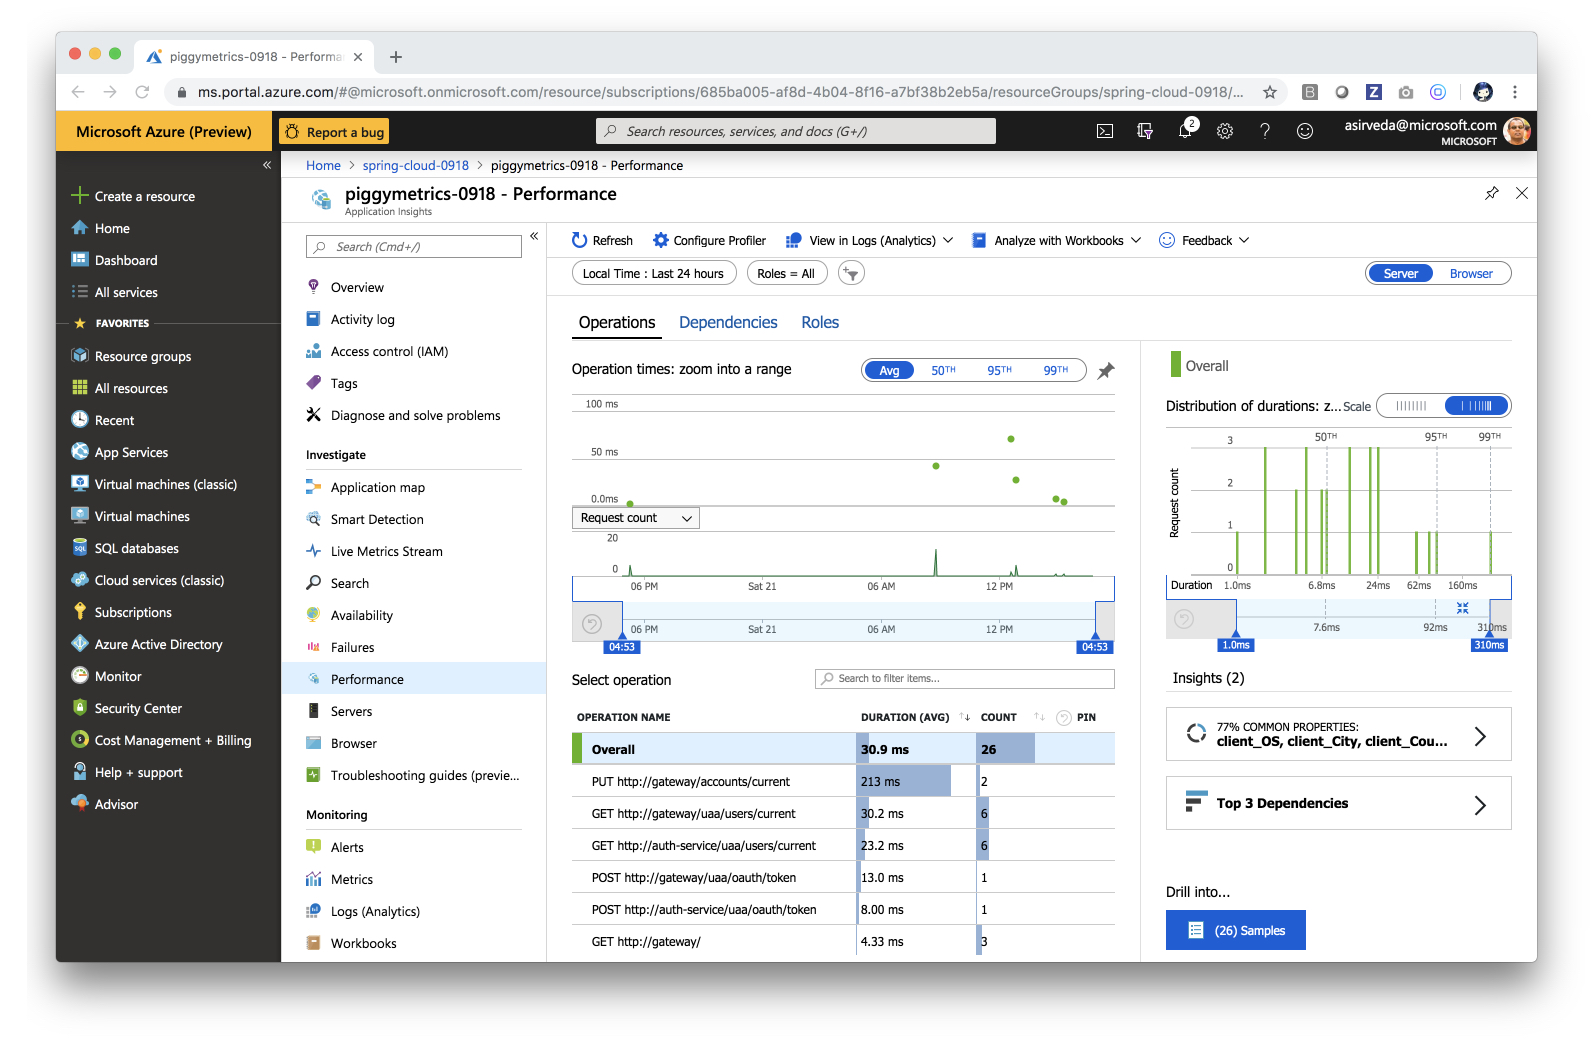 piggymetrics-0918 - Performa
ms.portal.azure.com/#@microsoft.onmicrosoft.com/resource/subscriptions/685ba005-af8d-4b04-8f16-a7bf38b2eb5a/resourceGroups/spring-cloud-0918/...
Microsoft Azure (Preview)
Report a bug
Search resources, services, and docs (G+/)
2
asirveda@microsoft.com
MICROSOFT
Create a resource
Home
Dashboard
All services
FAVORITES
Resource groups
All resources
Recent
App Services
Virtual machines (classic)
Virtual machines
SQL databases
Cloud services (classic)
Subscriptions
Azure Active Directory
Monitor
Security Center
Cost Management + Billing
Help + support
Advisor
Home > spring-cloud-0918 > piggymetrics-0918 - Performance
piggymetrics-0918 - Performance
Application Insights
Search (Cmd+/)
Overview
Activity log
Access control (IAM)
Tags
Diagnose and solve problems
Investigate
Application map
Smart Detection
Live Metrics Stream
Search
Availability
Failures
Performance
Servers
Browser
Troubleshooting guides (previe...
Monitoring
Alerts
Metrics
Logs (Analytics)
Workbooks
Refresh
Configure Profiler
View in Logs (Analytics)
Analyze with Workbooks
Feedback
Local Time : Last 24 hours
Roles = All
Server
Browser
Operations
Dependencies
Roles
Operation times: zoom into a range
Avg 50TH 95TH 99TH
100 ms
50 ms
0.0ms
Request count
20
0
06 PM Sat 21 06 AM 12 PM
06 PM Sat 21 06 AM 12 PM
04:53 04:53
Select operation
Search to filter items...
OPERATION NAME DURATION (AVG) COUNT PIN
Overall 30.9 ms 26
PUT http://gateway/accounts/current 213 ms 2
GET http://gateway/uaa/users/current 30.2 ms 6
GET http://auth-service/uaa/users/current 23.2 ms 6
POST http://gateway/uaa/oauth/token 13.0 ms 1
POST http://auth-service/uaa/oauth/token 8.00 ms 1
GET http://gateway/ 4.33 ms 3
Overall
Distribution of durations: z... Scale
50TH 95TH 99TH
Request count
3
2
1
0
Duration 1.0ms 6.8ms 24ms 62ms 160ms
7.6ms 92ms 310ms
1.0ms 310ms
Insights (2)
77% COMMON PROPERTIES:
client_OS, client_City, client_Cou...
Top 3 Dependencies
Drill into...
(26) Samples